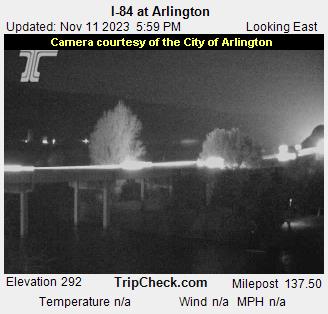 I-84 at Arlington
Updated: Nov 11 2023 5:59 PM Looking East
Camera courtesy of the City of Arlington
Elevation 292 TripCheck.com Milepost 137.50
Temperature n/a Wind n/a MPH n/a